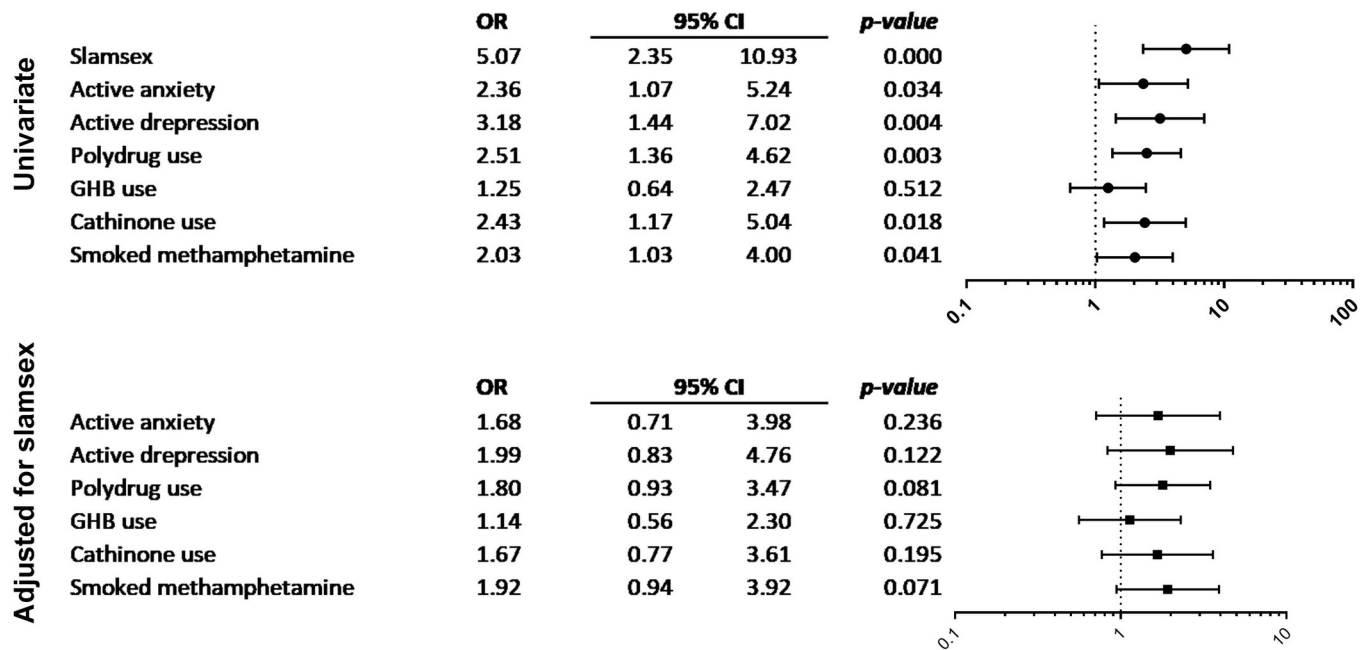 Univariate
OR 95% CI p-value
Slamsex 5.07 2.35 10.93 0.000
Active anxiety 2.36 1.07 5.24 0.034
Active drepression 3.18 1.44 7.02 0.004
Polydrug use 2.51 1.36 4.62 0.003
GHB use 1.25 0.64 2.47 0.512
Cathinone use 2.43 1.17 5.04 0.018
Smoked methamphetamine 2.03 1.03 4.00 0.041
0.1 1 10 100
Adjusted for slamsex
OR 95% CI p-value
Active anxiety 1.68 0.71 3.98 0.236
Active drepression 1.99 0.83 4.76 0.122
Polydrug use 1.80 0.93 3.47 0.081
GHB use 1.14 0.56 2.30 0.725
Cathinone use 1.67 0.77 3.61 0.195
Smoked methamphetamine 1.92 0.94 3.92 0.071
0.1 1 10